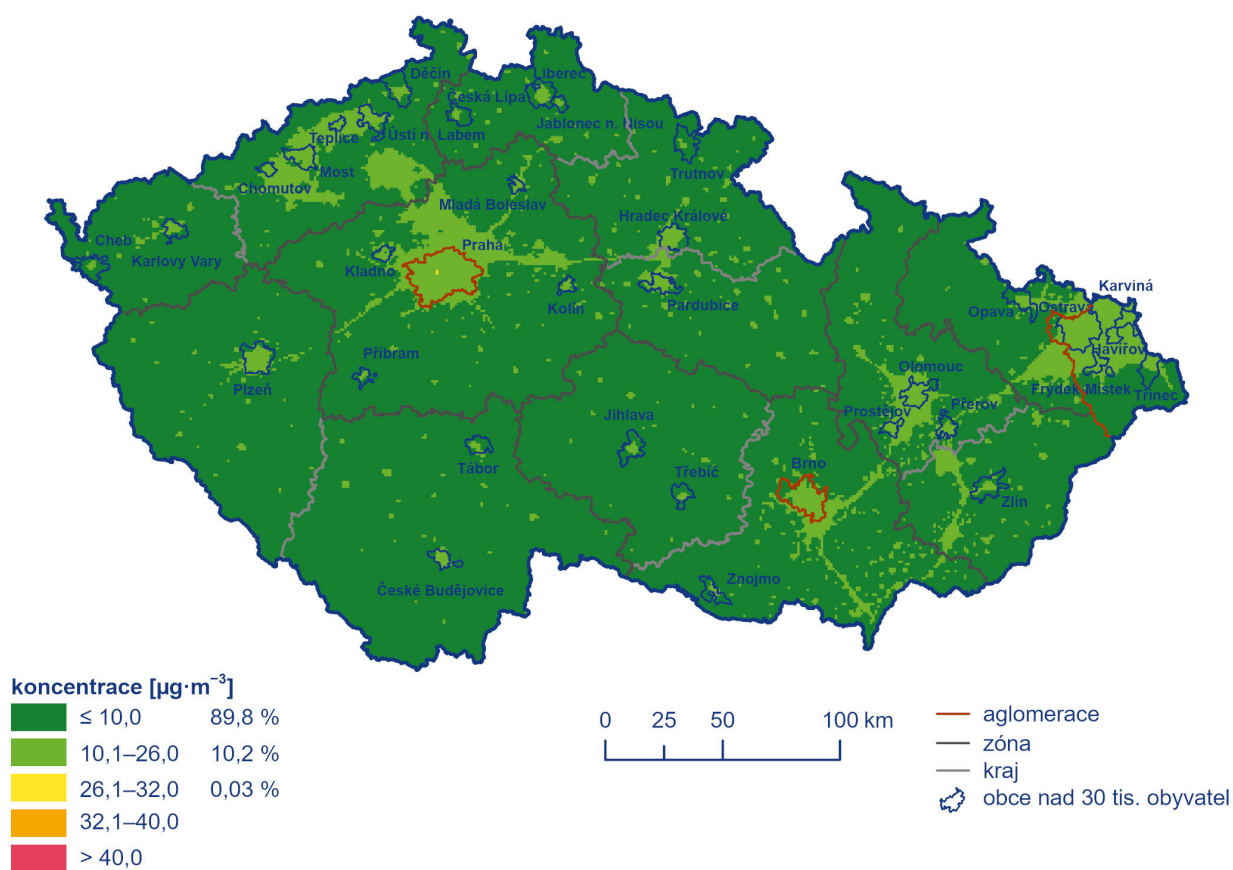 Děčín
Liberec
Česká Lípa
Jablonec n. Nisou
Teplice
Ústí n. Labem
Most
Chomutov
Trutnov
Mladá Boleslav
Hradec Králové
Cheb
Karlovy Vary
Praha
Kladno
Kolín
Pardubice
Karviná
Opava
Ostrava
Havířov
Plzeň
Příbram
Olomouc
Frýdek Místek
Třinec
Prostějov
Přerov
Jihlava
Tábor
Třebíč
Brno
Zlín
České Budějovice
Znojmo
koncentrace [µg·m⁻³]
≤ 10,0 89,8 %
10,1–26,0 10,2 %
26,1–32,0 0,03 %
32,1–40,0
> 40,0
0 25 50 100 km
aglomerace
zóna
kraj
obce nad 30 tis. obyvatel